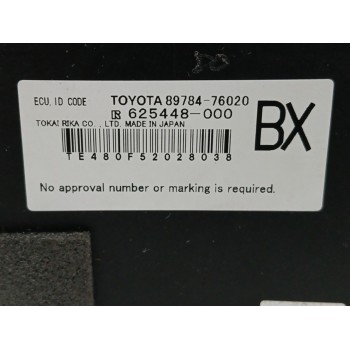 ECU. ID CODE TOYOTA 89784-76020
625448-000
TOKAI RIKA CO., LTD. MADE IN JAPAN
BX
TE480F52028038
No approval number or marking is required.